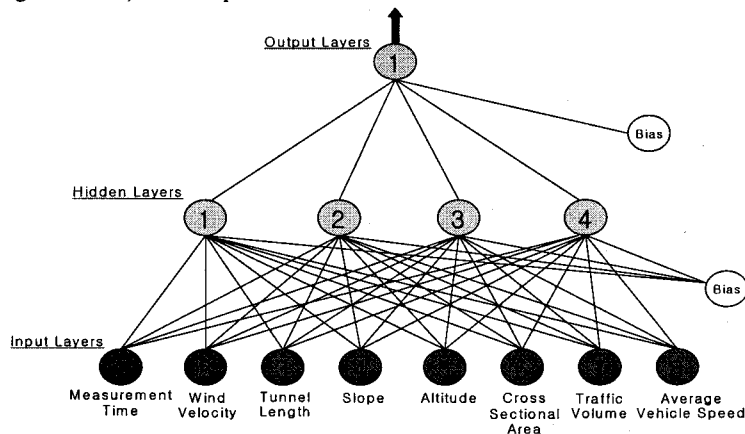 Output Layers
1
Bias
Hidden Layers
1 2 3 4
Bias
Input Layers
Measurement Wind Tunnel Slope Altitude Cross Traffic Average
Time Velocity Length Sectional Volume Vehicle Speed
Area